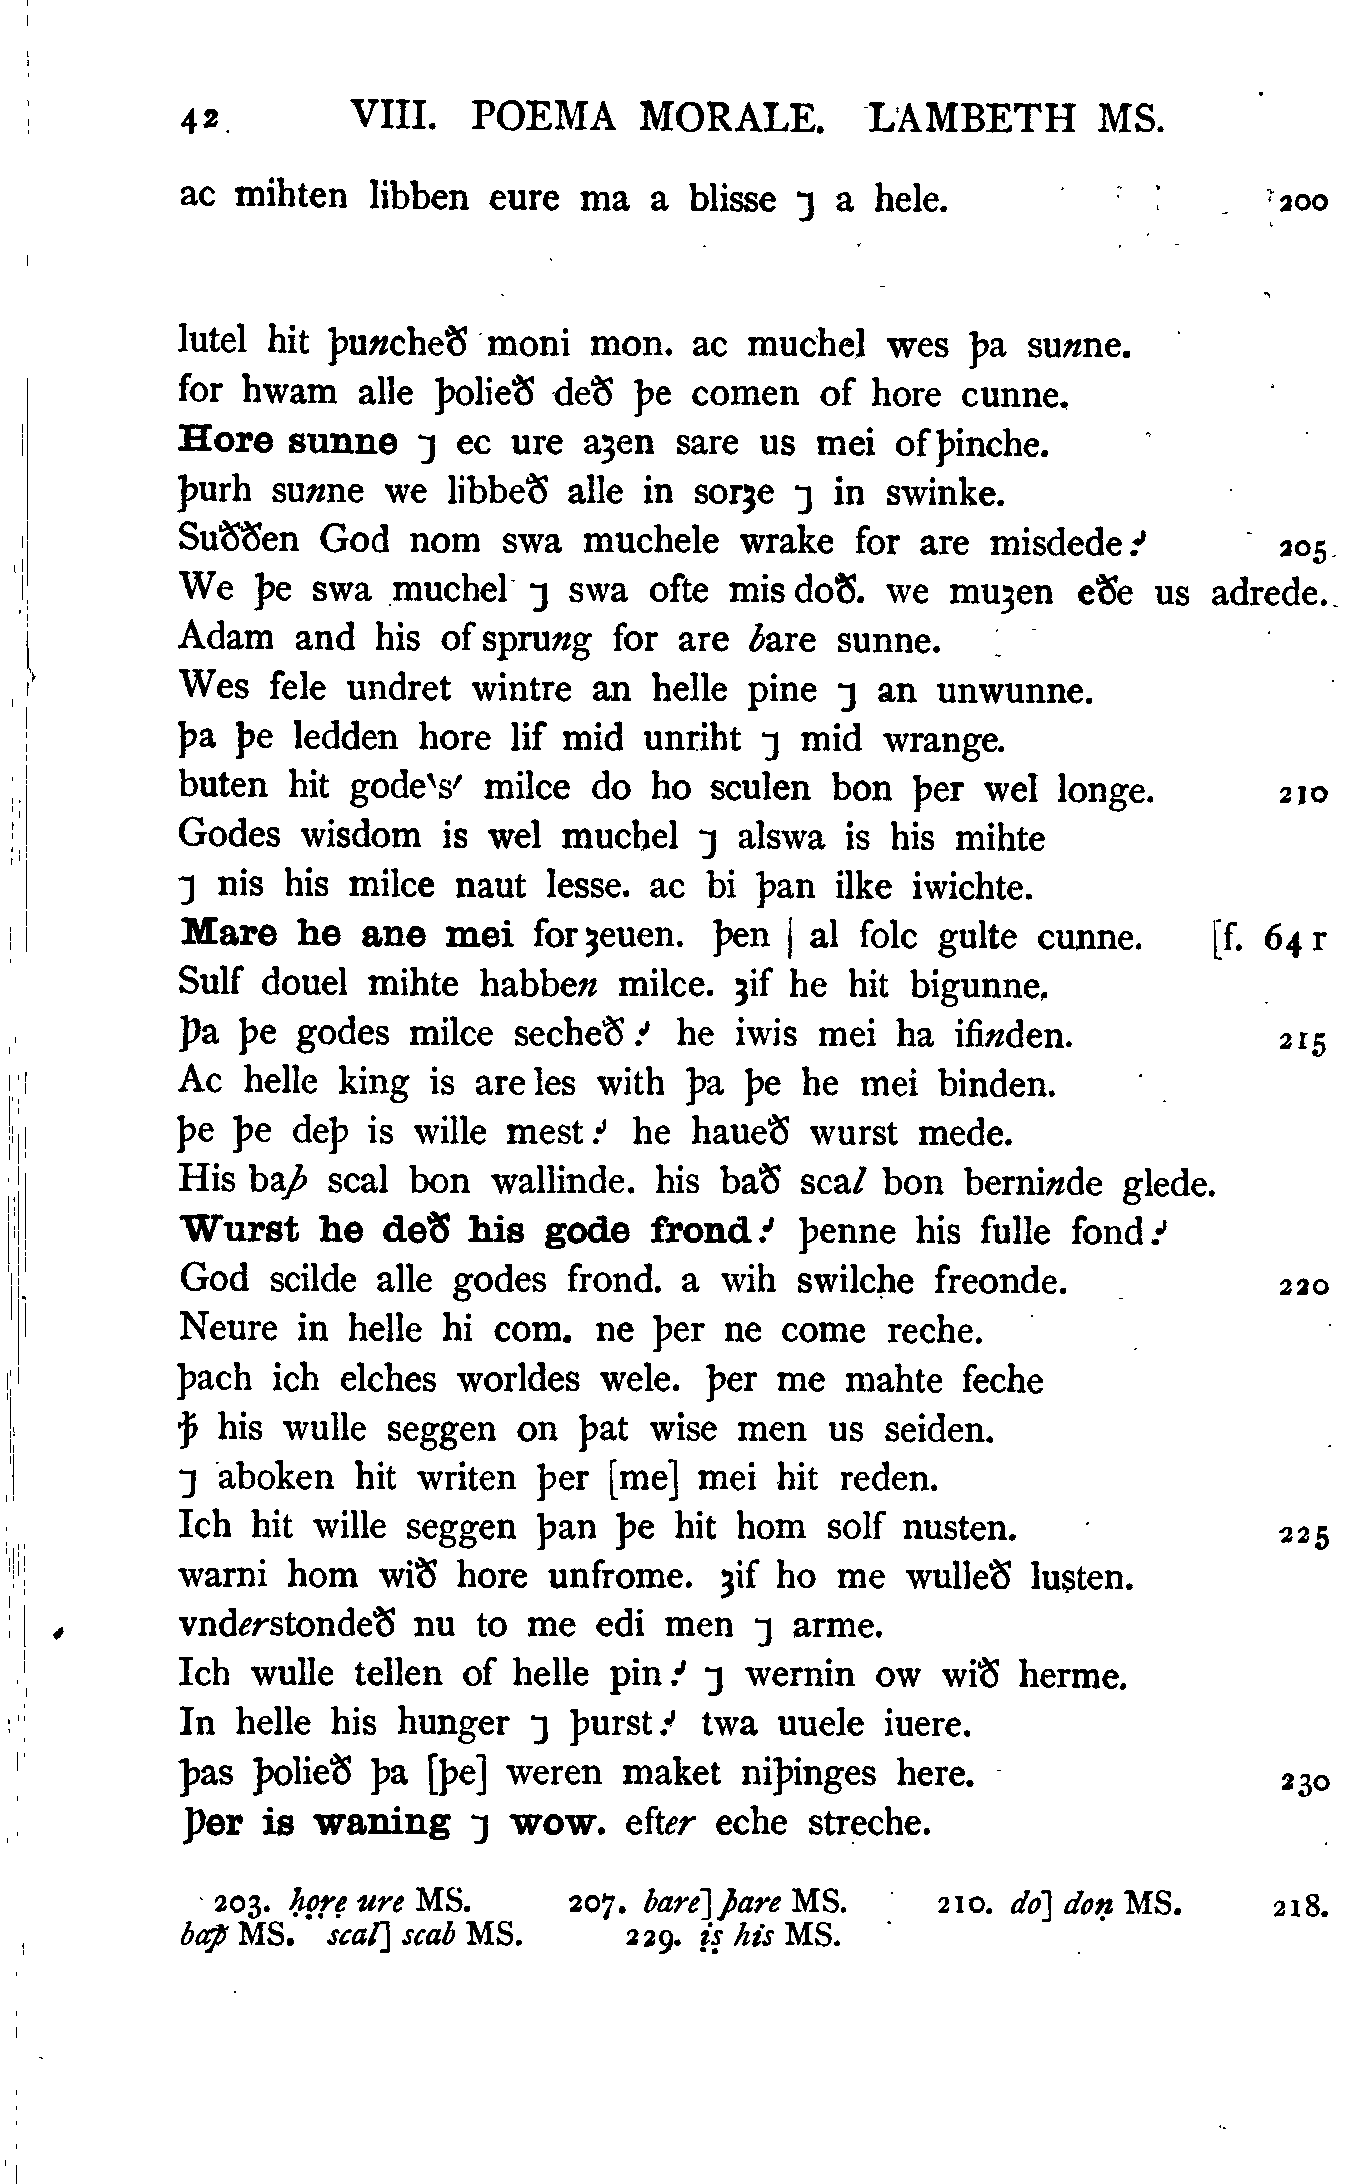 42 VIII. POEMA MORALE. LAMBETH MS.
ac mihten libben eure ma a blisse ⁊ a hele. 200
lutel hit þuncheð moni mon. ac muchel wes þa sunne.
for hwam alle þolieð deð þe comen of hore cunne.
Hore sunne ⁊ ec ure aȝen sare us mei of þinche.
þurh sunne we libbeð alle in sorȝe ⁊ in swinke.
Suððen God nom swa muchele wrake for are misdede⹎ 205
We þe swa muchel ⁊ swa ofte mis doð. we muȝen eðe us adrede.
Adam and his of sprung for are bare sunne.
Wes fele undret wintre an helle pine ⁊ an unwunne.
þa þe ledden hore lif mid unriht ⁊ mid wrange.
buten hit gode‵s′ milce do ho sculen bon þer wel longe. 210
Godes wisdom is wel muchel ⁊ alswa is his mihte
⁊ nis his milce naut lesse. ac bi þan ilke iwichte.
Mare he ane mei for ȝeuen. þen | al folc gulte cunne. [f. 64 r
Sulf douel mihte habben milce. ȝif he hit bigunne.
Þa þe godes milce secheð⹎ he iwis mei ha ifinden. 215
Ac helle king is are les with þa þe he mei binden.
þe þe deþ is wille mest⹎ he haueð wurst mede.
His baþ scal bon wallinde. his bað scal bon berninde glede.
Wurst he deð his gode frond⹎ þenne his fulle fond⹎
God scilde alle godes frond. a wih swilche freonde. 220
Neure in helle hi com. ne þer ne come reche.
þach ich elches worldes wele. þer me mahte feche
ꝥ his wulle seggen on þat wise men us seiden.
⁊ aboken hit writen þer [me] mei hit reden.
Ich hit wille seggen þan þe hit hom solf nusten. 225
warni hom wið hore unfrome. ȝif ho me wulleð lusten.
vnderstondeð nu to me edi men ⁊ arme.
Ich wulle tellen of helle pin⹎ ⁊ wernin ow wið herme.
In helle his hunger ⁊ þurst⹎ twa uuele iuere.
þas þolieð þa [þe] weren maket niþinges here. 230
Þer is waning ⁊ wow. efter eche streche.
203. ḥọṛẹ ure MS. 207. bare] þare MS. 210. do] doṇ MS. 218.
baꝥ MS. scal] scab MS. 229. ịṣ his MS.